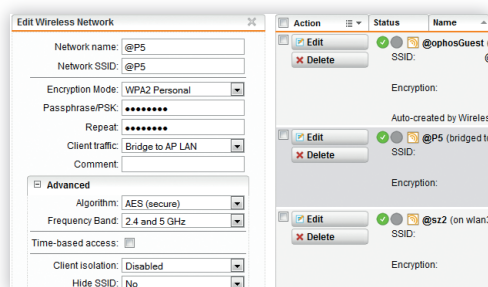 Edit Wireless Network
Network name: @P5
Network SSID: @P5
Encryption Mode: WPA2 Personal
Passphrase/PSK: ●●●●●●●●
Repeat: ●●●●●●●●
Client traffic: Bridge to AP LAN
Comment:
Advanced
Algorithm: AES (secure)
Frequency Band: 2.4 and 5 GHz
Time-based access:
Client isolation: Disabled
Hide SSID: No
Action Status Name
Edit @ophosGuest
Delete SSID: @
Encryption:
Auto-created by Wireles
Edit @P5 (bridged to
Delete SSID:
Encryption:
Edit @sz2 (on wlan
Delete SSID:
Encryption: